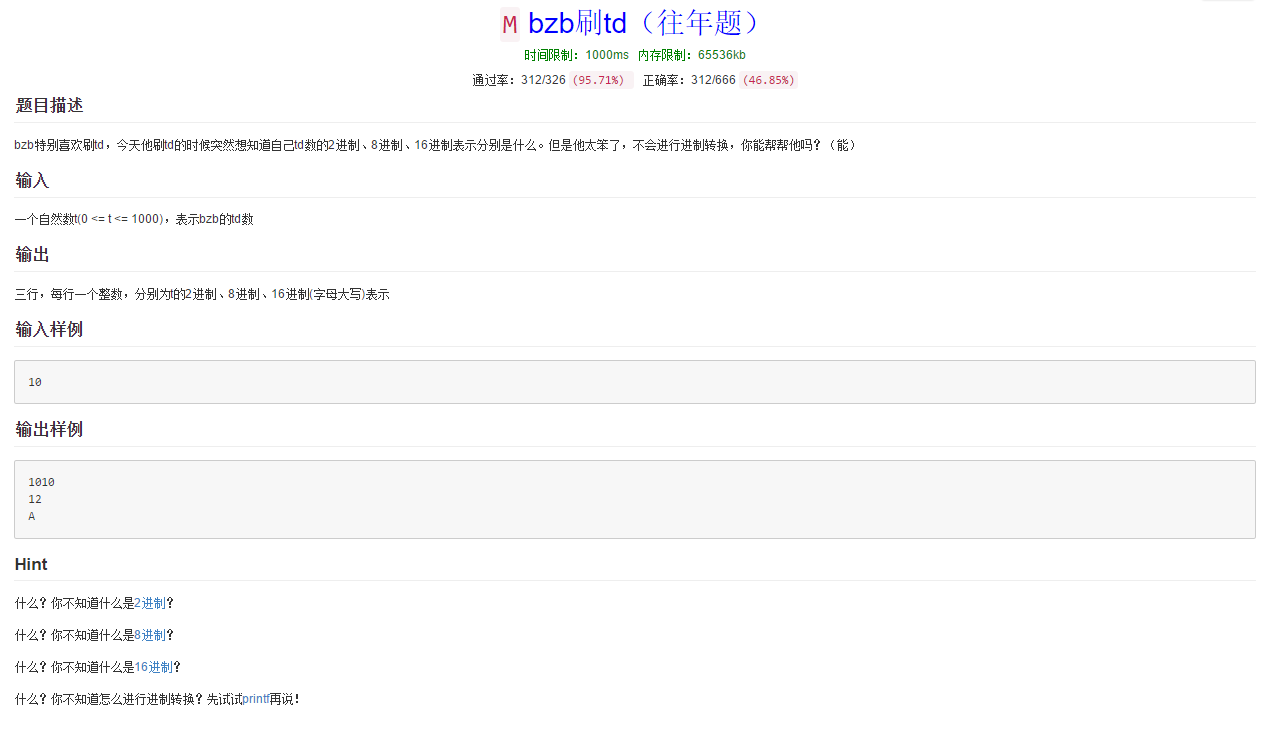 M bzb刷td（往年题）
时间限制：1000ms 内存限制：65536kb
通过率：312/326 (95.71%) 正确率：312/666 (46.85%)
题目描述
bzb特别喜欢刷td，今天他刷td的时候突然想知道自己td数的2进制、8进制、16进制表示分别是什么。但是他太笨了，不会进行进制转换，你能帮帮他吗？（能）
输入
一个自然数t(0 <= t <= 1000)，表示bzb的td数
输出
三行，每行一个整数，分别为t的2进制、8进制、16进制(字母大写)表示
输入样例
10
输出样例
1010
12
A
Hint
什么？你不知道什么是2进制？
什么？你不知道什么是8进制？
什么？你不知道什么是16进制？
什么？你不知道怎么进行进制转换？先试试printf再说！